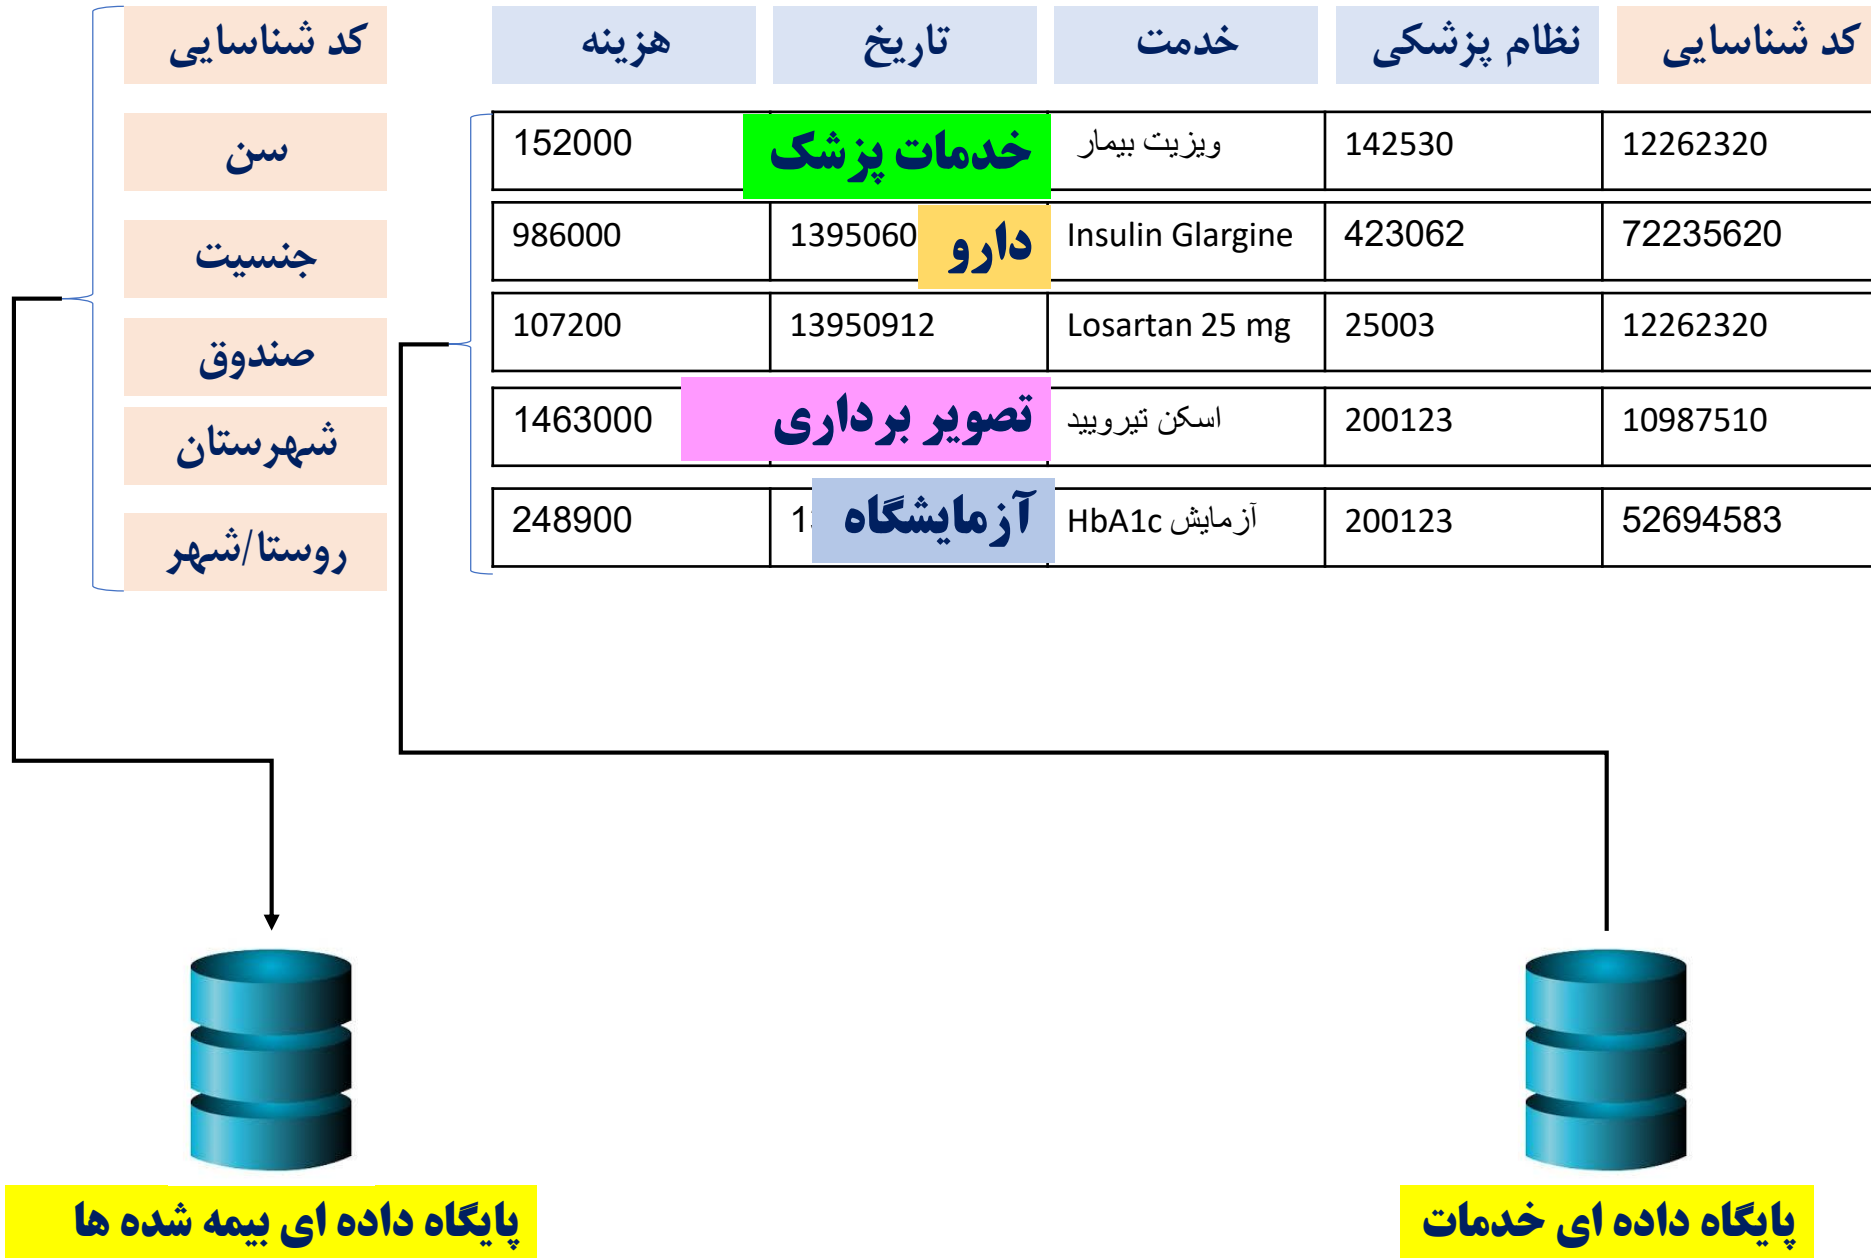 کد شناسایی
نظام پزشکی
خدمت
تاریخ
هزینه
12262320
142530
ویزیت بیمار
خدمات پزشک
152000
72235620
423062
Insulin Glargine
1395060
دارو
986000
12262320
25003
Losartan 25 mg
13950912
107200
10987510
200123
اسکن تیرویید
تصویر برداری
1463000
52694583
200123
آزمایش HbA1c
آزمایشگاه
248900
کد شناسایی
سن
جنسیت
صندوق
شهرستان
روستا/شهر
پایگاه داده ای خدمات
پایگاه داده ای بیمه شده ها